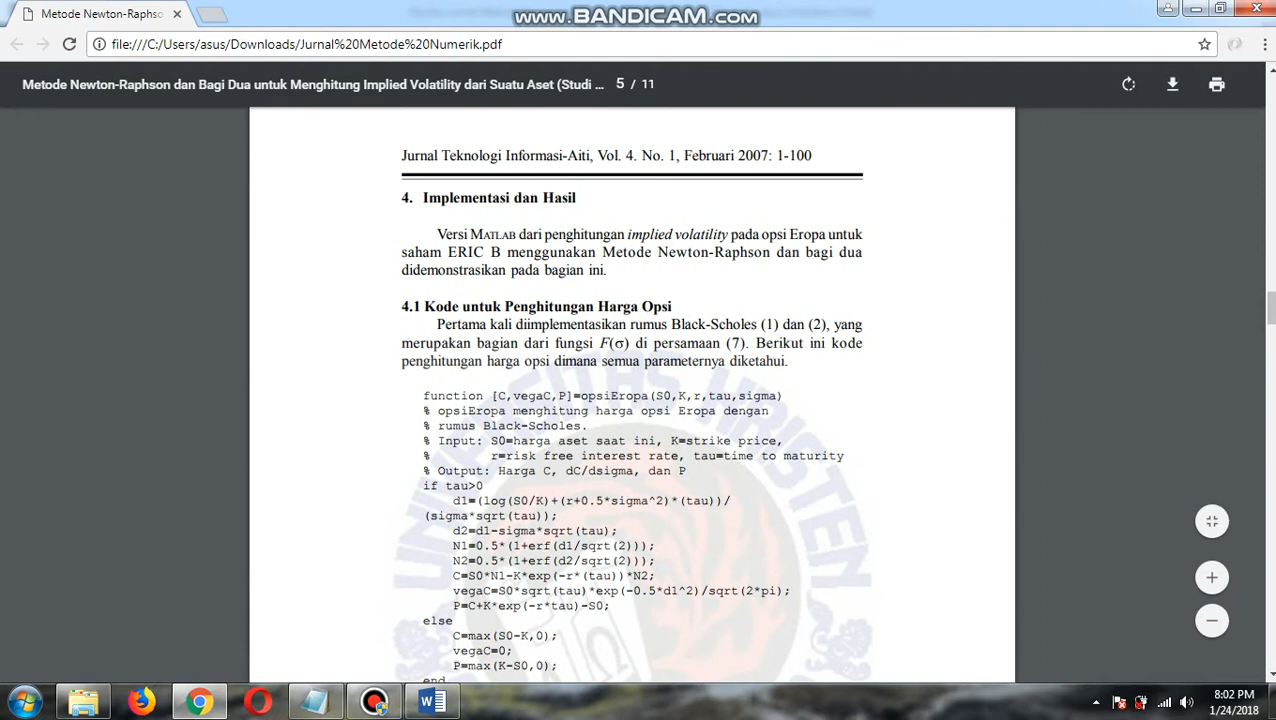 Metode Newton-Raphso
www.BANDICAM.com
file:///C:/Users/asus/Downloads/Jurnal%20Metode%20Numerik.pdf
Metode Newton-Raphson dan Bagi Dua untuk Menghitung Implied Volatility dari Suatu Aset (Studi ... 5 / 11
Jurnal Teknologi Informasi-Aiti, Vol. 4. No. 1, Februari 2007: 1-100
4. Implementasi dan Hasil
Versi MATLAB dari penghitungan implied volatility pada opsi Eropa untuk
saham ERIC B menggunakan Metode Newton-Raphson dan bagi dua
didemonstrasikan pada bagian ini.
4.1 Kode untuk Penghitungan Harga Opsi
Pertama kali diimplementasikan rumus Black-Scholes (1) dan (2), yang
merupakan bagian dari fungsi F(σ) di persamaan (7). Berikut ini kode
penghitungan harga opsi dimana semua parameternya diketahui.
function [C,vegaC,P]=opsiEropa(S0,K,r,tau,sigma)
% opsiEropa menghitung harga opsi Eropa dengan
% rumus Black-Scholes.
% Input: S0=harga aset saat ini, K=strike price,
% r=risk free interest rate, tau=time to maturity
% Output: Harga C, dC/dsigma, dan P
if tau>0
d1=(log(S0/K)+(r+0.5*sigma^2)*(tau))/
(sigma*sqrt(tau));
d2=d1-sigma*sqrt(tau);
N1=0.5*(1+erf(d1/sqrt(2)));
N2=0.5*(1+erf(d2/sqrt(2)));
C=S0*N1-K*exp(-r*(tau))*N2;
vegaC=S0*sqrt(tau)*exp(-0.5*d1^2)/sqrt(2*pi);
P=C+K*exp(-r*tau)-S0;
else
C=max(S0-K,0);
vegaC=0;
P=max(K-S0,0);
end
8:02 PM
1/24/2018